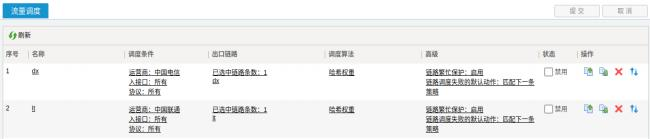 流量调度
提 交 取 消
刷新
序号 名称 调度条件 出口链路 调度算法 高级 状态 操作
1 dx 运营商：中国电信 已选中链路条数：1 哈希权重 链路繁忙保护：启用 禁用
入接口：所有 dx 链路调度失败的默认动作：匹配下一条
协议：所有 策略
2 lt 运营商：中国联通 已选中链路条数：1 哈希权重 链路繁忙保护：启用 禁用
入接口：所有 lt 链路调度失败的默认动作：匹配下一条
协议：所有 策略